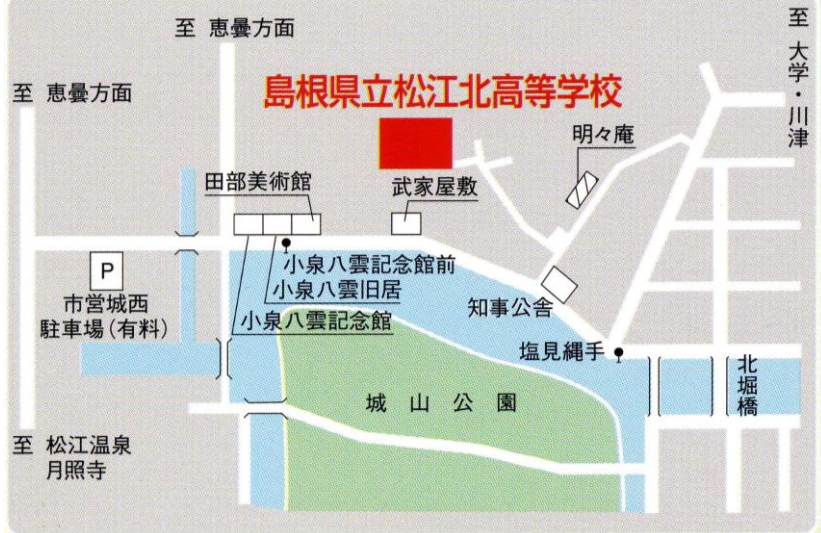 至 恵曇方面
至 恵曇方面
至 大学・川津
島根県立松江北高等学校
明々庵
田部美術館
武家屋敷
P
市営城西
駐車場(有料)
小泉八雲記念館前
小泉八雲旧居
小泉八雲記念館
知事公舎
塩見縄手
北堀橋
城山公園
至 松江温泉
月照寺